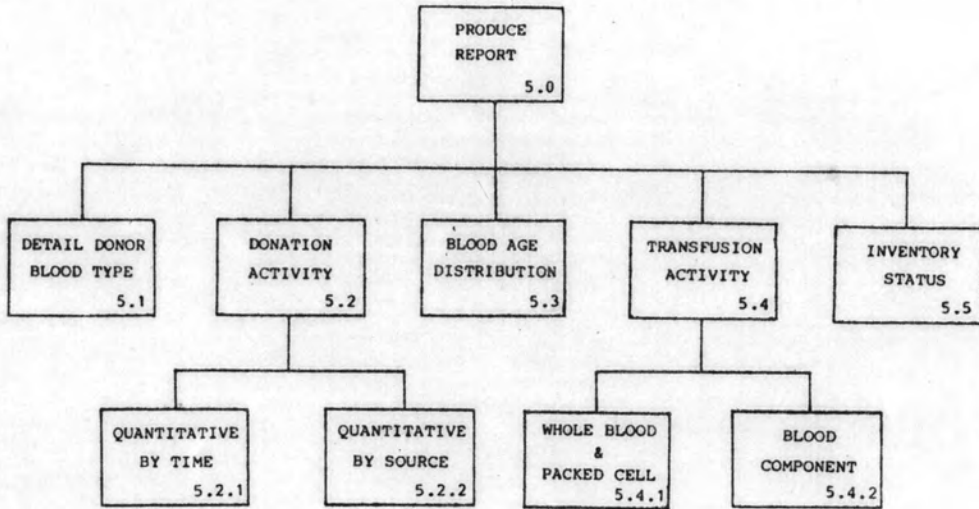 PRODUCE
REPORT
5.0
DETAIL DONOR
BLOOD TYPE
5.1
DONATION
ACTIVITY
5.2
BLOOD AGE
DISTRIBUTION
5.3
TRANSFUSION
ACTIVITY
5.4
INVENTORY
STATUS
5.5
QUANTITATIVE
BY TIME
5.2.1
QUANTITATIVE
BY SOURCE
5.2.2
WHOLE BLOOD
&
PACKED CELL
5.4.1
BLOOD
COMPONENT
5.4.2